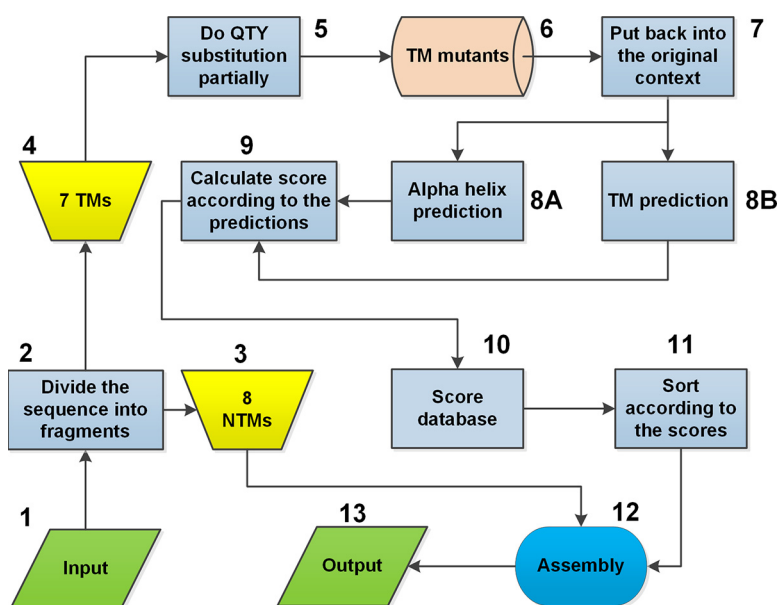 Do QTY
substitution
partially
5
TM mutants
6
Put back into
the original
context
7
4
7 TMs
9
Calculate score
according to the
predictions
Alpha helix
prediction
8A
TM prediction
8B
2
Divide the
sequence into
fragments
3
8
NTMs
10
Score
database
11
Sort
according to
the scores
1
Input
13
Output
12
Assembly